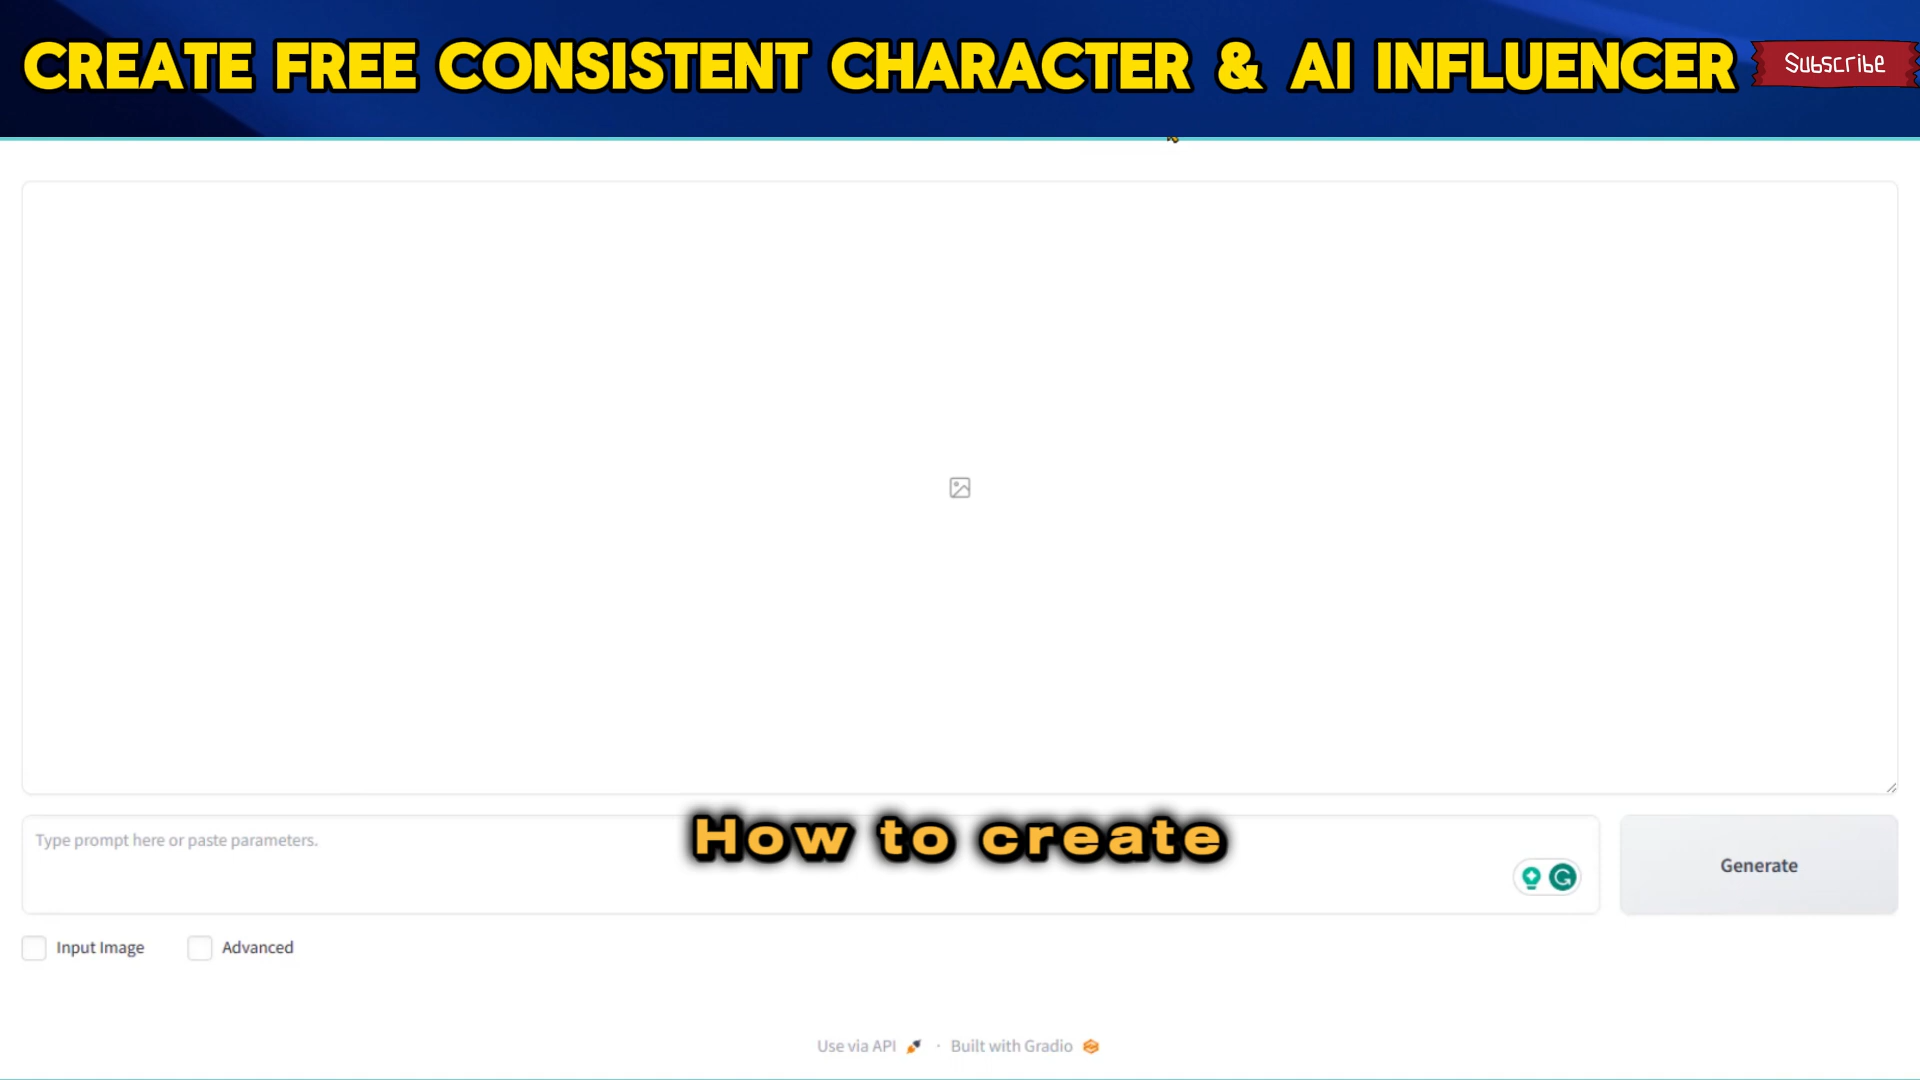 CREATE FREE CONSISTENT CHARACTER & AI INFLUENCER
Subscribe
Type prompt here or paste parameters.
How to create
Generate
Input Image
Advanced
Use via API · Built with Gradio